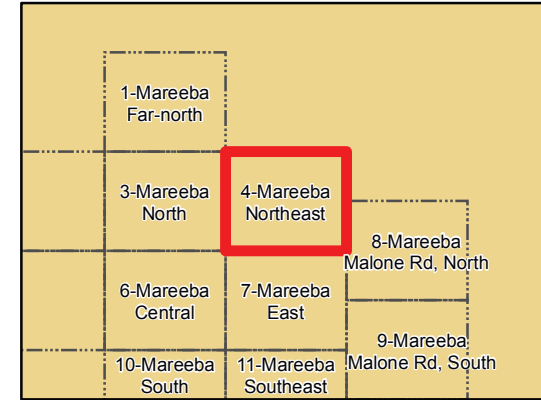 1-Mareeba
Far-north
3-Mareeba
North
4-Mareeba
Northeast
8-Mareeba
Malone Rd, North
6-Mareeba
Central
7-Mareeba
East
9-Mareeba
Malone Rd, South
10-Mareeba
South
11-Mareeba
Southeast